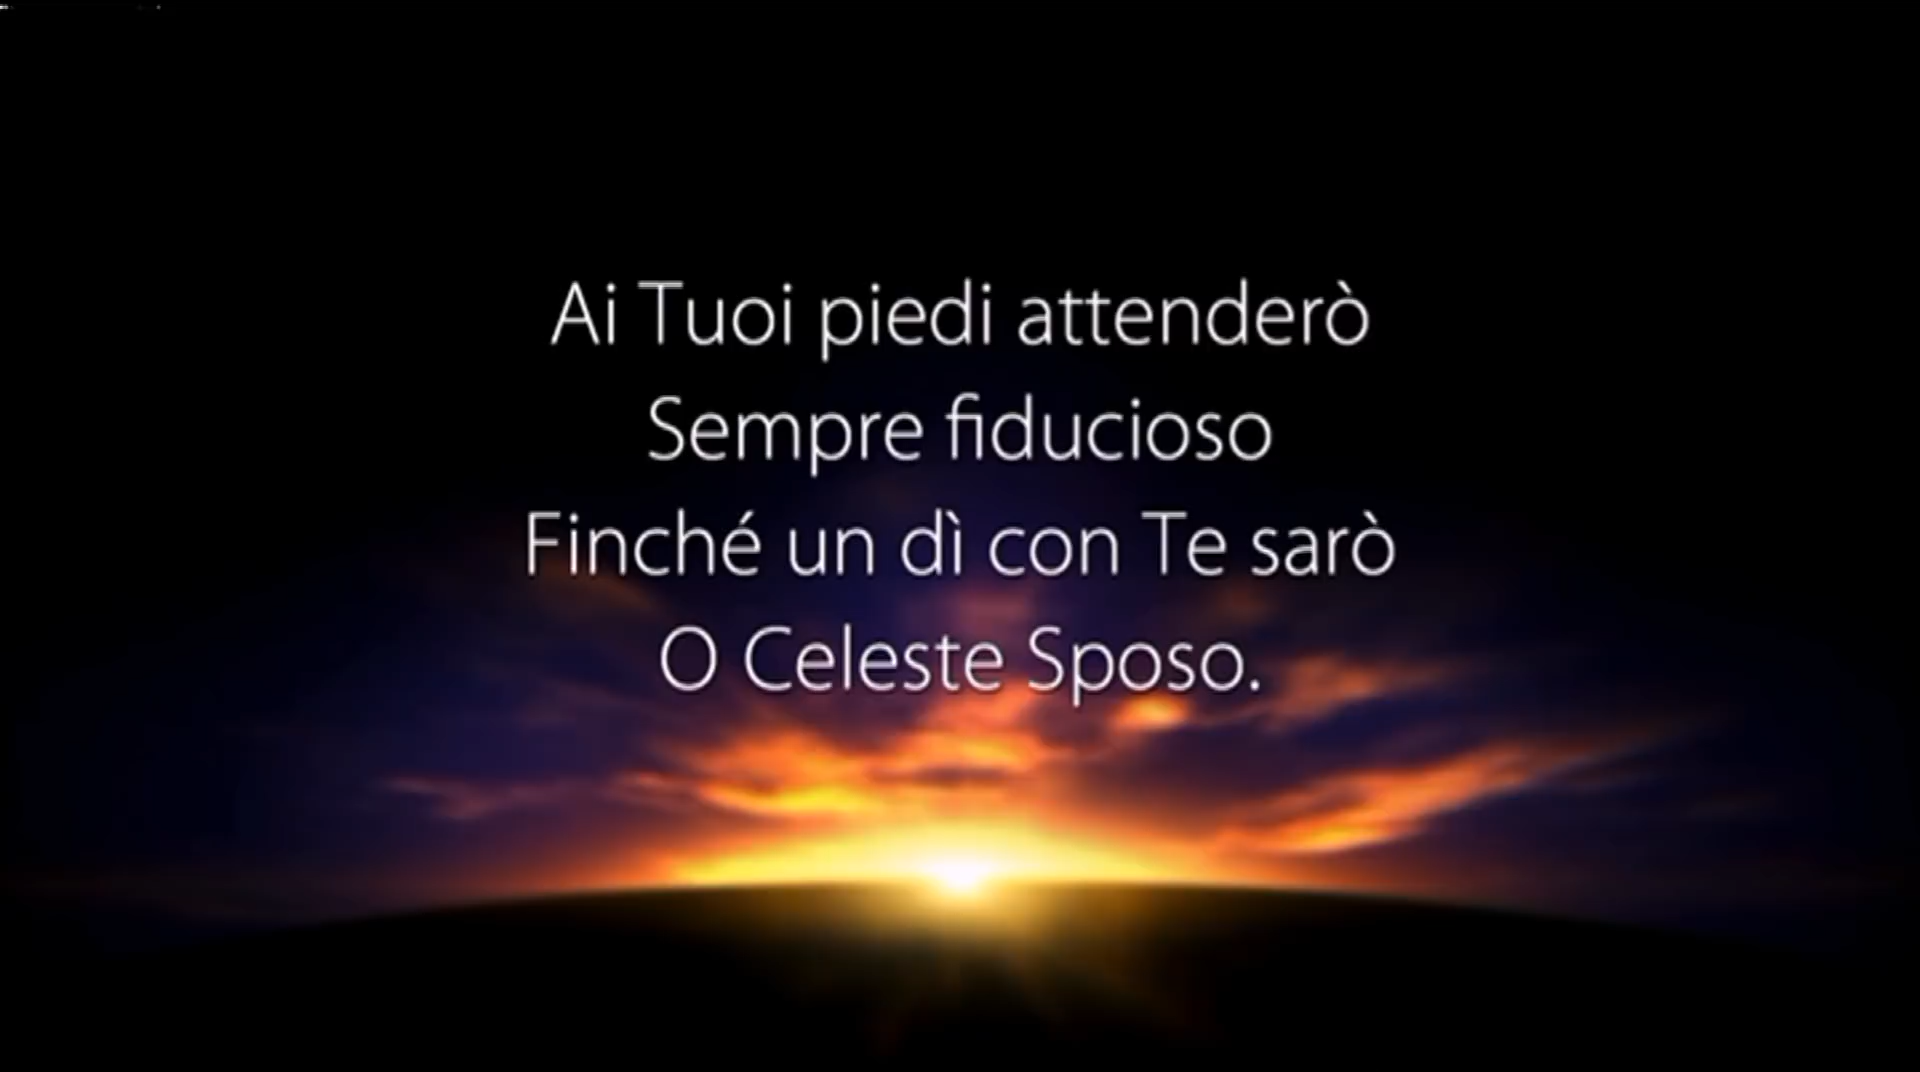 Ai Tuoi piedi attenderò
Sempre fiducioso
Finché un dì con Te sarò
O Celeste Sposo.